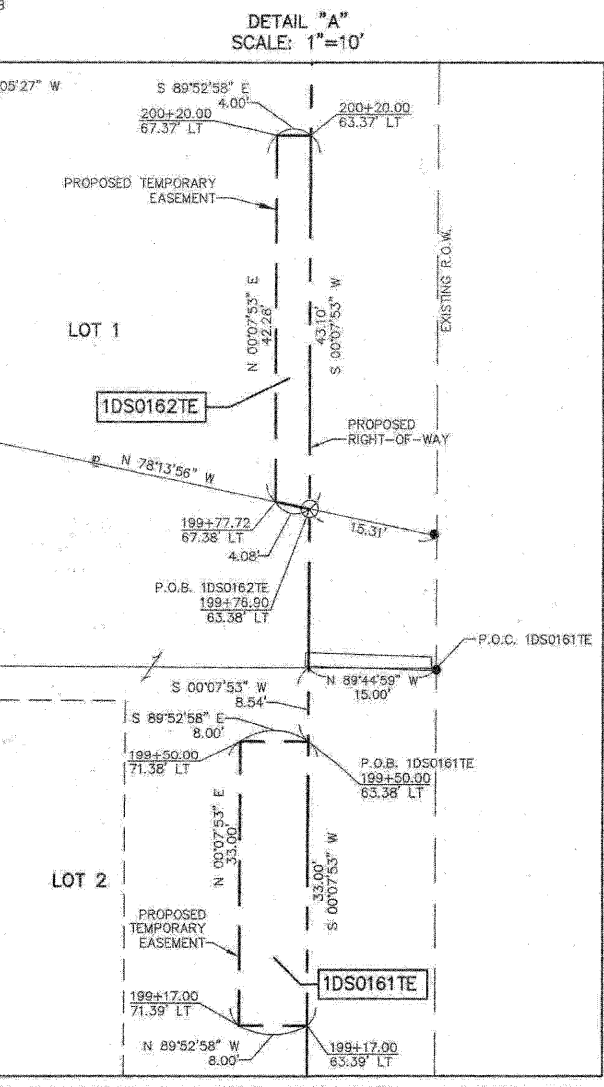 DETAIL "A"
SCALE: 1"=10'
05'27" W
S 89°52'58" E
4.00'
200+20.00
67.37' LT
200+20.00
63.37' LT
PROPOSED TEMPORARY
EASEMENT
EXISTING R.O.W.
N 00°07'53" E
42.28'
43.10'
S 00°07'53" W
LOT 1
1DS0162TE
PROPOSED
RIGHT-OF-WAY
N 78°13'56" W
15.31'
199+77.72
67.38' LT
4.08'
P.O.B. 1DS0162TE
199+76.90
63.38' LT
P.O.C. 1DS0161TE
N 89°44'59" W
15.00'
S 00°07'53" W
8.54'
S 89°52'58" E
8.00'
199+50.00
71.38' LT
P.O.B. 1DS0161TE
199+50.00
63.38' LT
N 00°07'53" E
33.00'
33.00'
S 00°07'53" W
LOT 2
PROPOSED
TEMPORARY
EASEMENT
1DS0161TE
199+17.00
71.39' LT
N 89°52'58" W
8.00'
199+17.00
63.39' LT